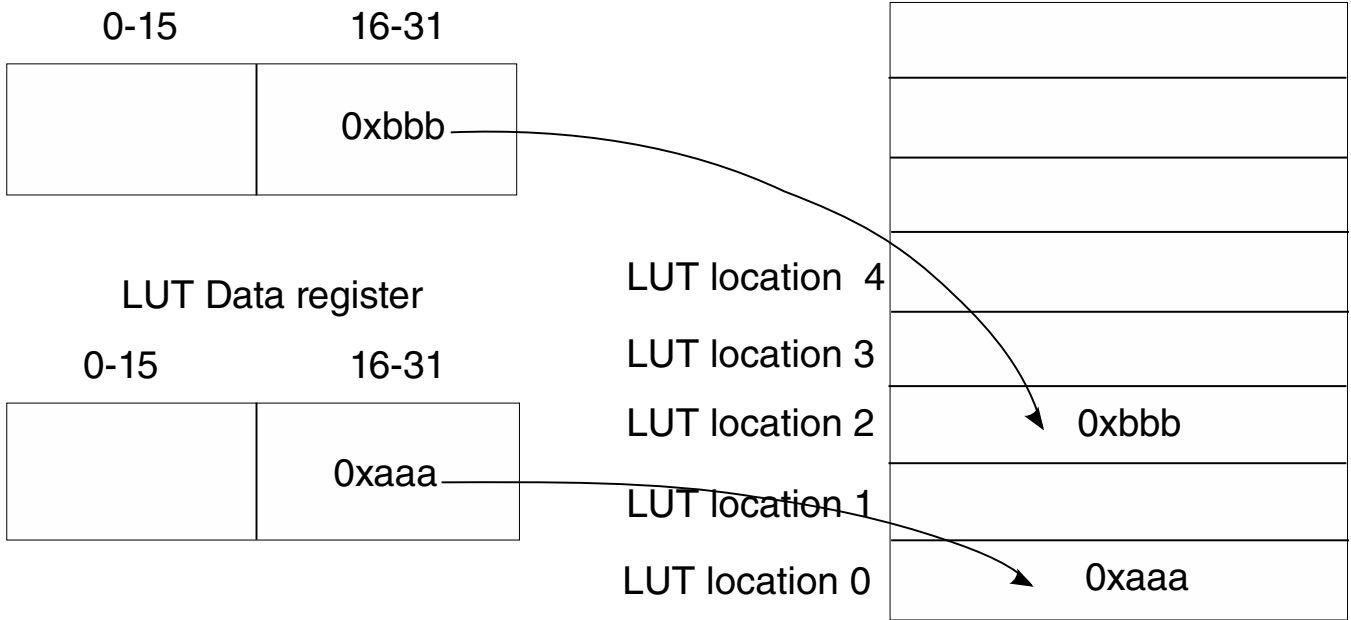 0-15 16-31
0xbbb
LUT Data register
0-15 16-31
0xaaa
LUT location 4
LUT location 3
LUT location 2 0xbbb
LUT location 1
LUT location 0 0xaaa